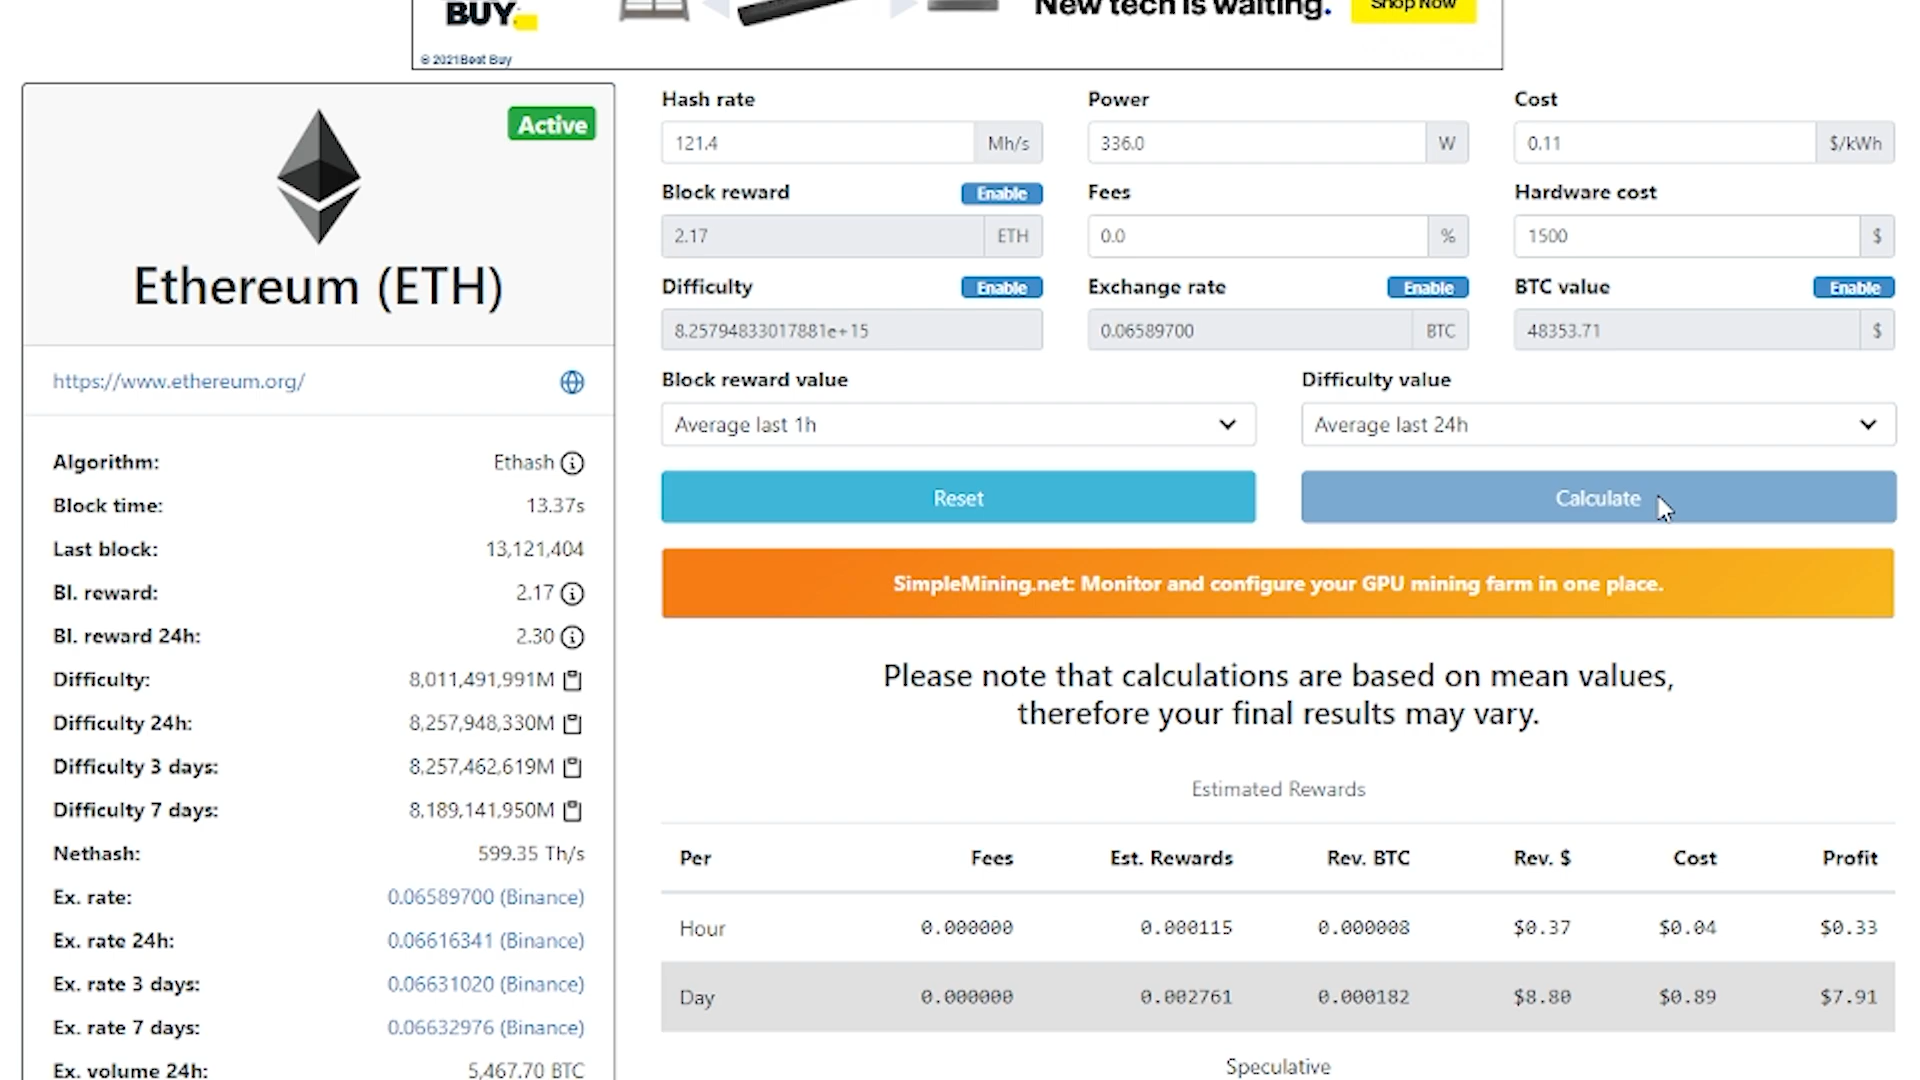 BUY
New tech is waiting.
Shop Now
© 2021 Best Buy
Active
Ethereum (ETH)
https://www.ethereum.org/
Algorithm: Ethash
Block time: 13.37s
Last block: 13,121,404
Bl. reward: 2.17
Bl. reward 24h: 2.30
Difficulty: 8,011,491,991M
Difficulty 24h: 8,257,948,330M
Difficulty 3 days: 8,257,462,619M
Difficulty 7 days: 8,189,141,950M
Nethash: 599.35 Th/s
Ex. rate: 0.06589700 (Binance)
Ex. rate 24h: 0.06616341 (Binance)
Ex. rate 3 days: 0.06631020 (Binance)
Ex. rate 7 days: 0.06632976 (Binance)
Ex. volume 24h: 5,467.70 BTC
Hash rate Power Cost
121.4 Mh/s 336.0 W 0.11 $/kWh
Block reward Enable Fees Hardware cost
2.17 ETH 0.0 % 1500 $
Difficulty Enable Exchange rate Enable BTC value Enable
8.25794833017881e+15 0.06589700 BTC 48353.71 $
Block reward value Difficulty value
Average last 1h Average last 24h
Reset Calculate
SimpleMining.net: Monitor and configure your GPU mining farm in one place.
Please note that calculations are based on mean values,
therefore your final results may vary.
Estimated Rewards
Per Fees Est. Rewards Rev. BTC Rev. $ Cost Profit
Hour 0.000000 0.000115 0.000008 $0.37 $0.04 $0.33
Day 0.000000 0.002761 0.000182 $8.80 $0.89 $7.91
Speculative